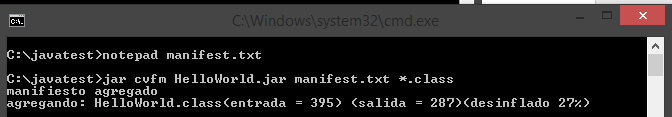 C:\Windows\system32\cmd.exe
C:\javatest>notepad manifest.txt
C:\javatest>jar cvfm HelloWorld.jar manifest.txt *.class
manifiesto agregado
agregando: HelloWorld.class(entrada = 395) (salida = 287)(desinflado 27%)